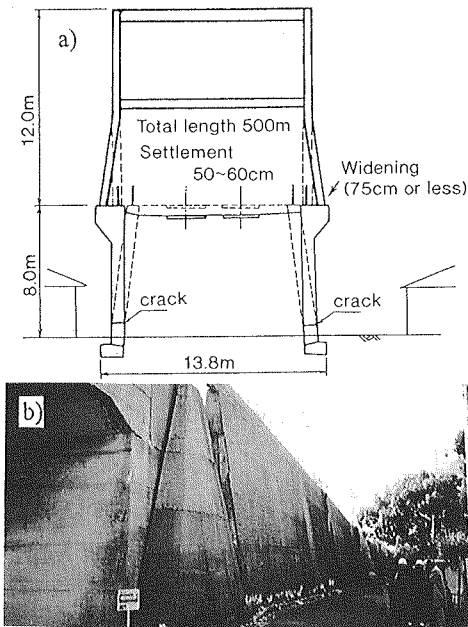 a)
12.0m
Total length 500m
Settlement
50~60cm
Widening
(75cm or less)
8.0m
crack
crack
13.8m
b)